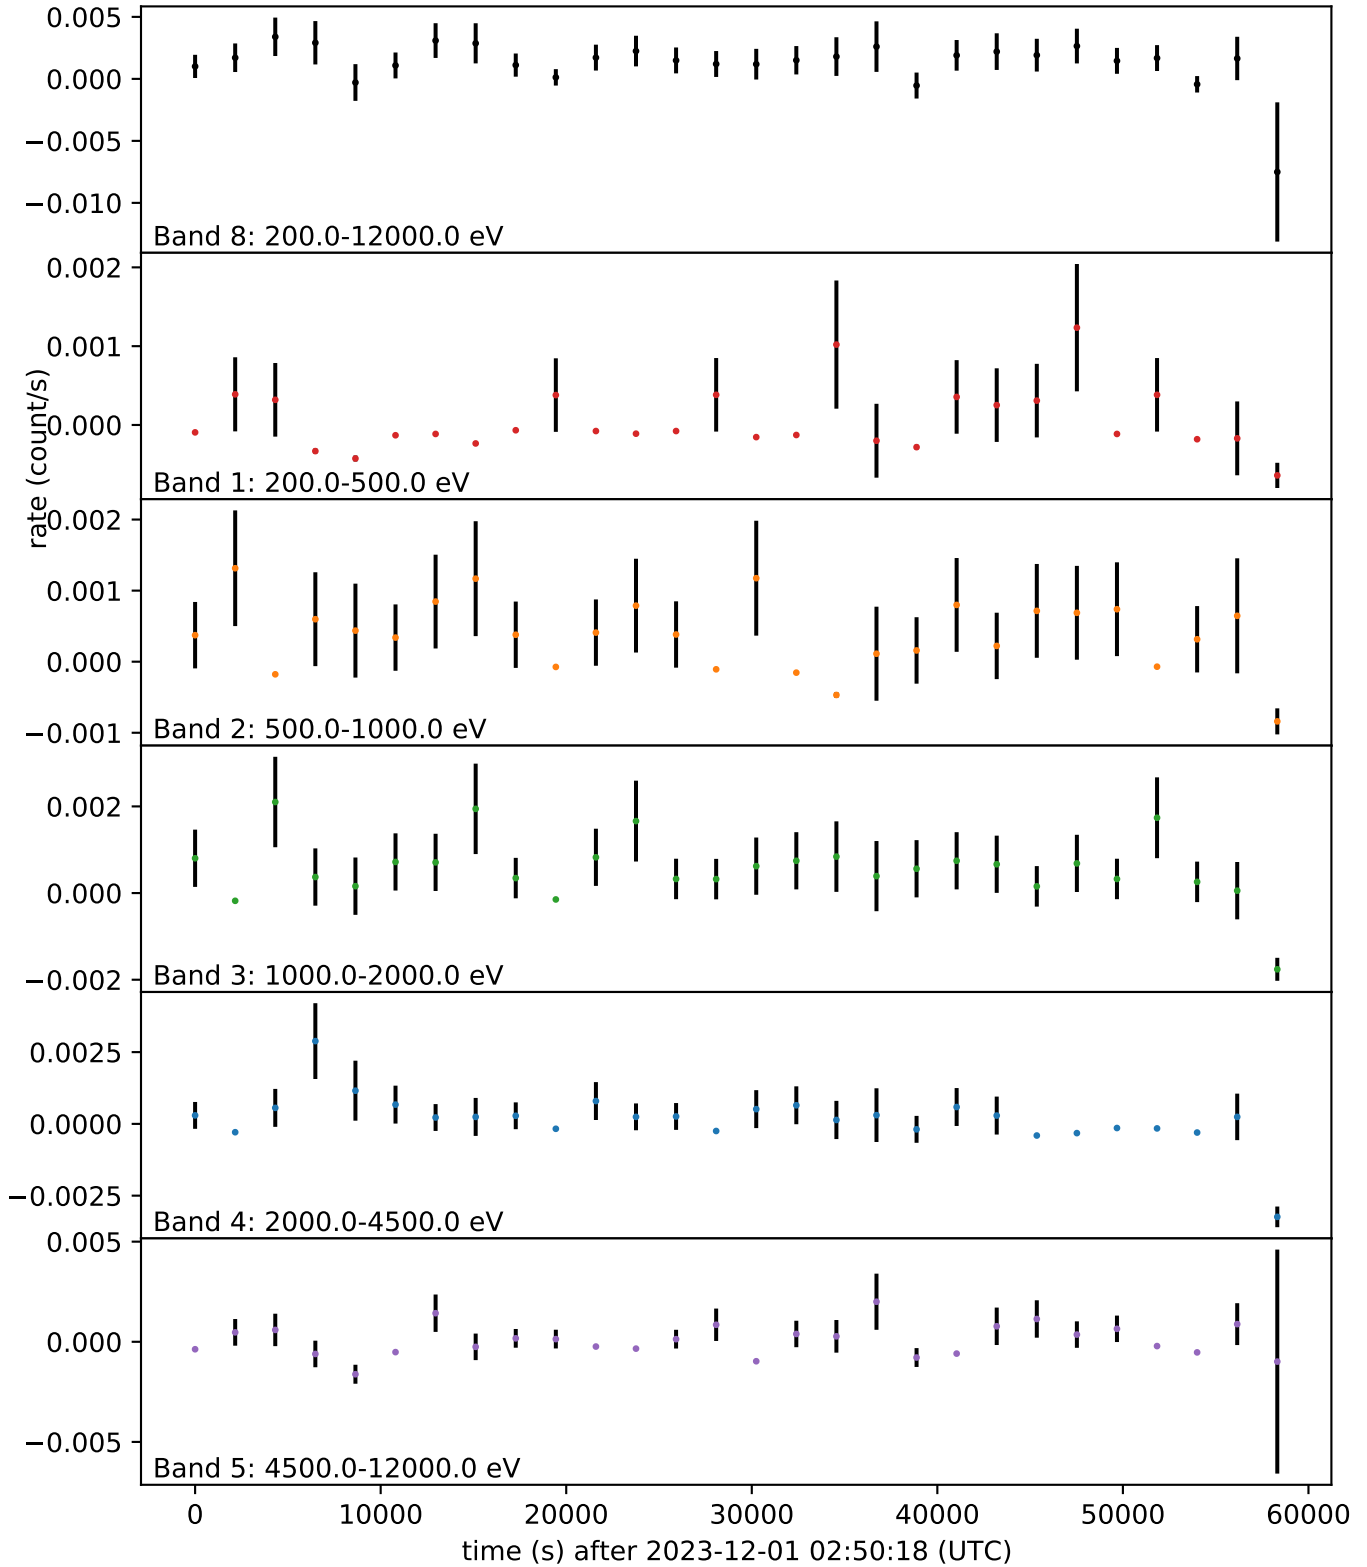 0.005
0.000
−0.005
−0.010
Band 8: 200.0-12000.0 eV
0.002
0.001
0.000
Band 1: 200.0-500.0 eV
rate (count/s)
0.002
0.001
0.000
−0.001
Band 2: 500.0-1000.0 eV
0.002
0.000
−0.002
Band 3: 1000.0-2000.0 eV
0.0025
0.0000
−0.0025
Band 4: 2000.0-4500.0 eV
0.005
0.000
−0.005
Band 5: 4500.0-12000.0 eV
0 10000 20000 30000 40000 50000 60000
time (s) after 2023-12-01 02:50:18 (UTC)